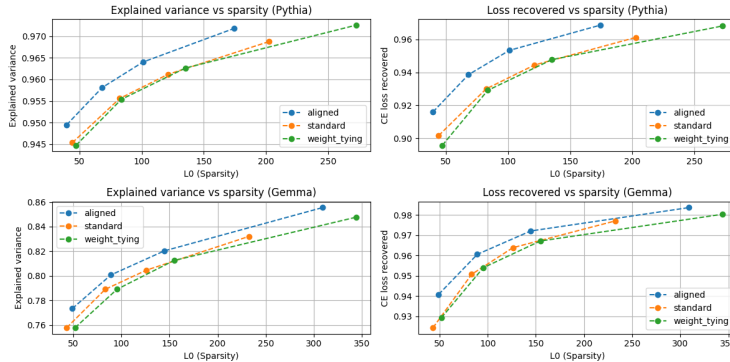 Explained variance vs sparsity (Pythia)
Explained variance
0.970
0.965
0.960
0.955
0.950
0.945
50
100
150
200
250
L0 (Sparsity)
aligned
standard
weight_tying
Loss recovered vs sparsity (Pythia)
CE loss recovered
0.96
0.94
0.92
0.90
50
100
150
200
250
L0 (Sparsity)
aligned
standard
weight_tying
Explained variance vs sparsity (Gemma)
Explained variance
0.86
0.84
0.82
0.80
0.78
0.76
50
100
150
200
250
300
350
L0 (Sparsity)
aligned
standard
weight_tying
Loss recovered vs sparsity (Gemma)
CE loss recovered
0.98
0.97
0.96
0.95
0.94
0.93
50
100
150
200
250
300
350
L0 (Sparsity)
aligned
standard
weight_tying